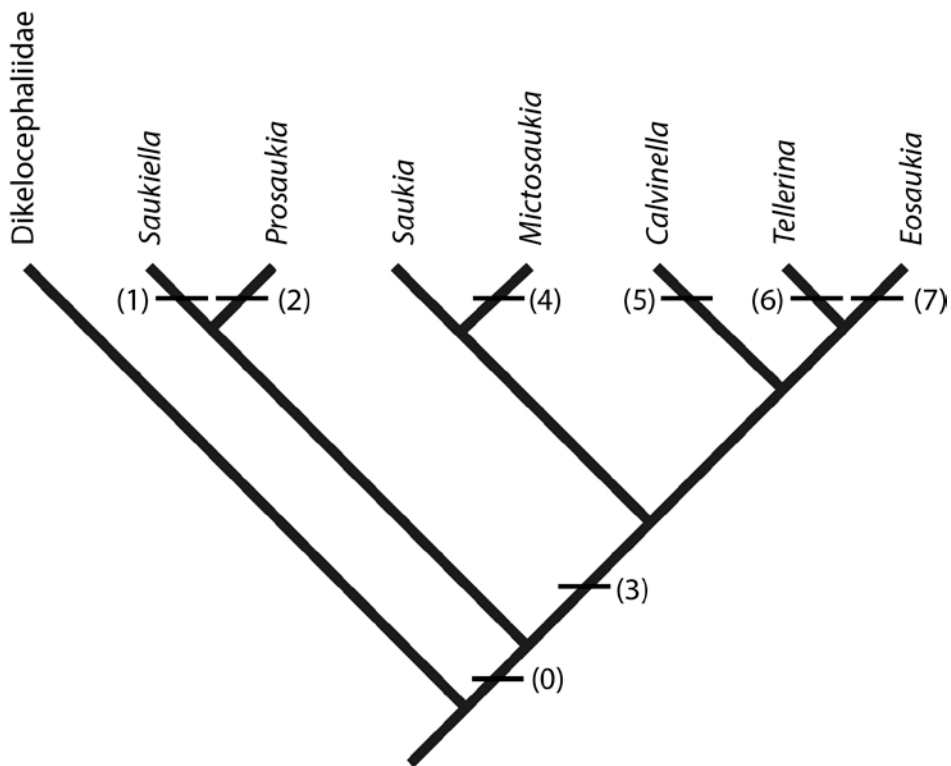 Dikelocephaliidae
Saukiella
Prosaukia
Saukia
Mictosaukia
Calvinella
Tellerina
Eosaukia
(1)
(2)
(4)
(5)
(6)
(7)
(3)
(0)